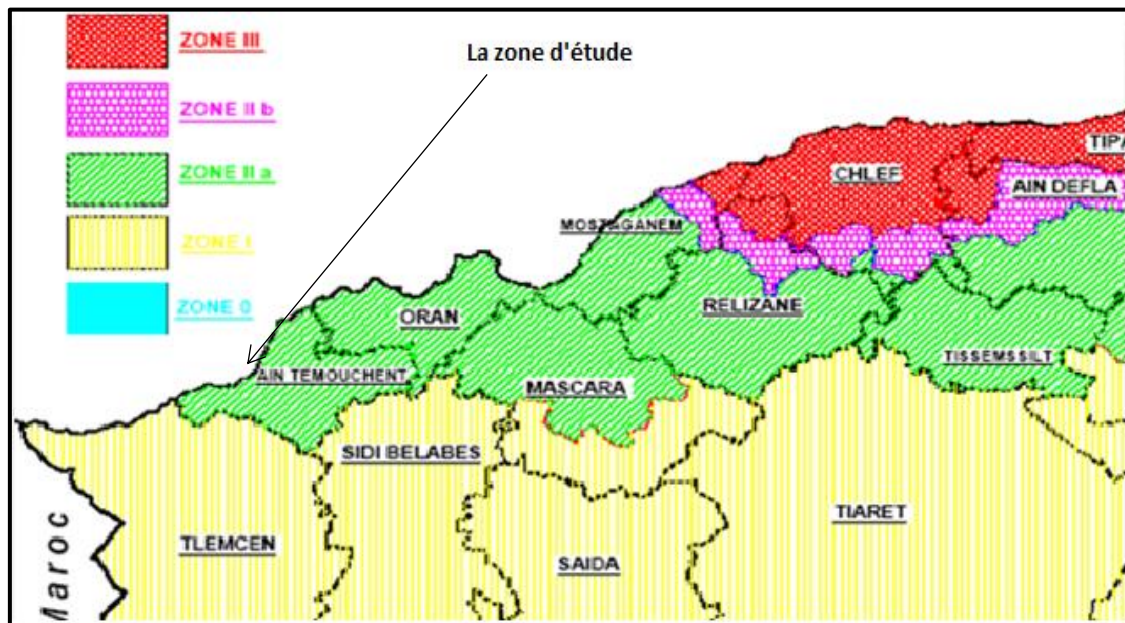 ZONE III
La zone d'étude
ZONE II b
ZONE II a
ZONE I
ZONE 0
TIPA
CHLEF
AIN DEFLA
MOSTAGANEM
ORAN
RELIZANE
TISSEMSSILT
AIN TEMOUCHENT
MASCARA
SIDI BELABES
TIARET
TLEMCEN
SAIDA
Maroc